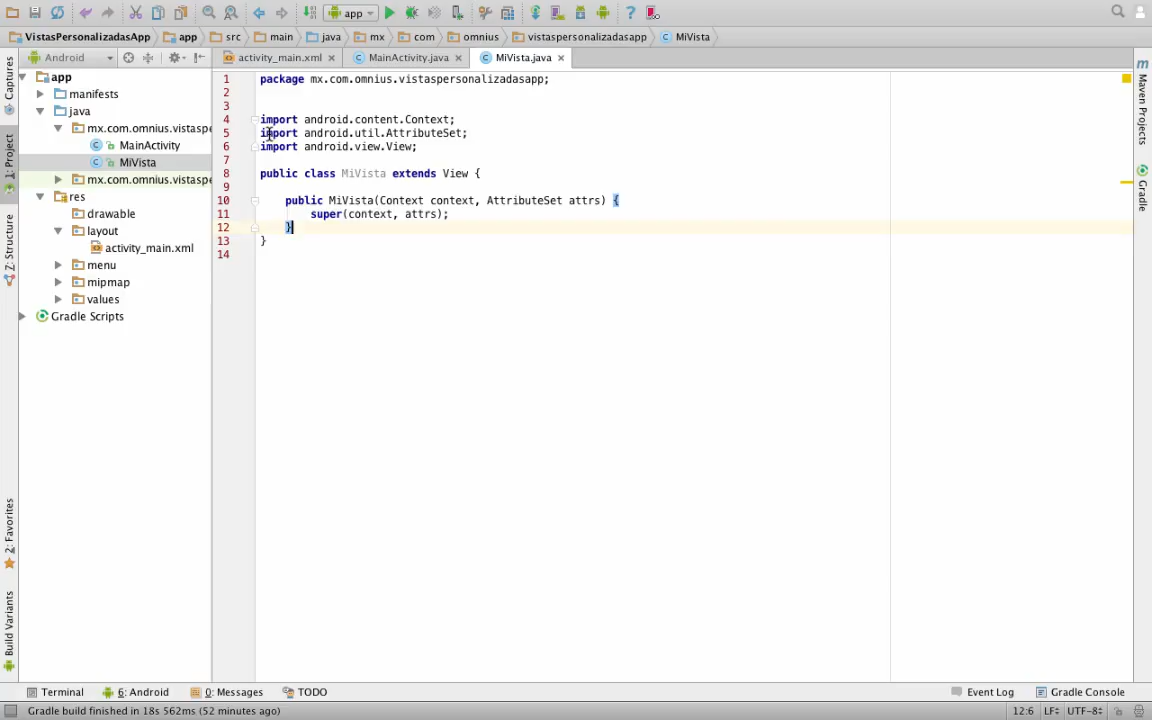 app
VistasPersonalizadasApp app src main java mx com omnius vistaspersonalizadasapp MiVista
Android
activity_main.xml MainActivity.java MiVista.java
app
manifests
java
mx.com.omnius.vistaspe
MainActivity
MiVista
mx.com.omnius.vistaspe
res
drawable
layout
activity_main.xml
menu
mipmap
values
Gradle Scripts
Captures
1: Project
Z: Structure
2: Favorites
Build Variants
1 package mx.com.omnius.vistaspersonalizadasapp;
2
3
4 import android.content.Context;
5 import android.util.AttributeSet;
6 import android.view.View;
7
8 public class MiVista extends View {
9
10 public MiVista(Context context, AttributeSet attrs) {
11 super(context, attrs);
12 }
13 }
14
m
Maven Projects
Gradle
Terminal 6: Android 0: Messages TODO Event Log Gradle Console
Gradle build finished in 18s 562ms (52 minutes ago) 12:6 LF UTF-8